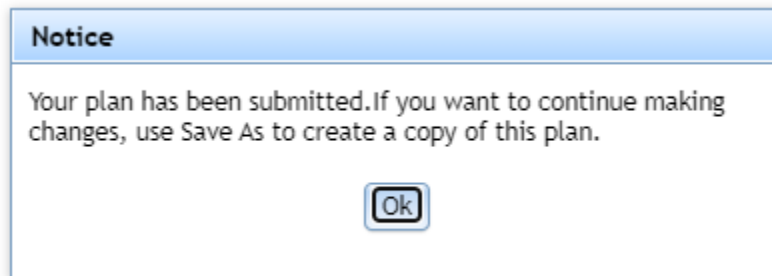 Notice
Your plan has been submitted.If you want to continue making
changes, use Save As to create a copy of this plan.
Ok